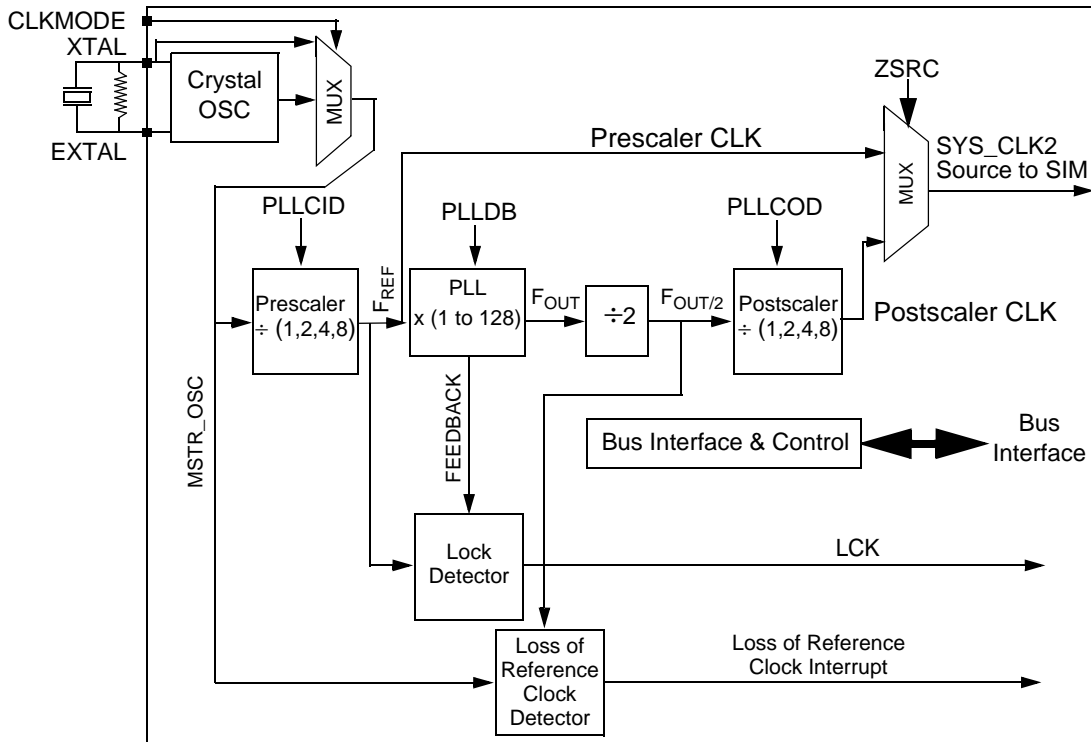 CLKMODE
XTAL
EXTAL
Crystal
OSC
MUX
ZSRC
Prescaler CLK
SYS_CLK2
Source to SIM
MUX
PLLCID
PLLDB
PLLCOD
Prescaler
÷ (1,2,4,8)
FREF
PLL
x (1 to 128)
FOUT
÷2
FOUT/2
Postscaler
÷ (1,2,4,8)
Postscaler CLK
MSTR_OSC
FEEDBACK
Bus Interface & Control
Bus
Interface
Lock
Detector
LCK
Loss of
Reference
Clock
Detector
Loss of Reference
Clock Interrupt